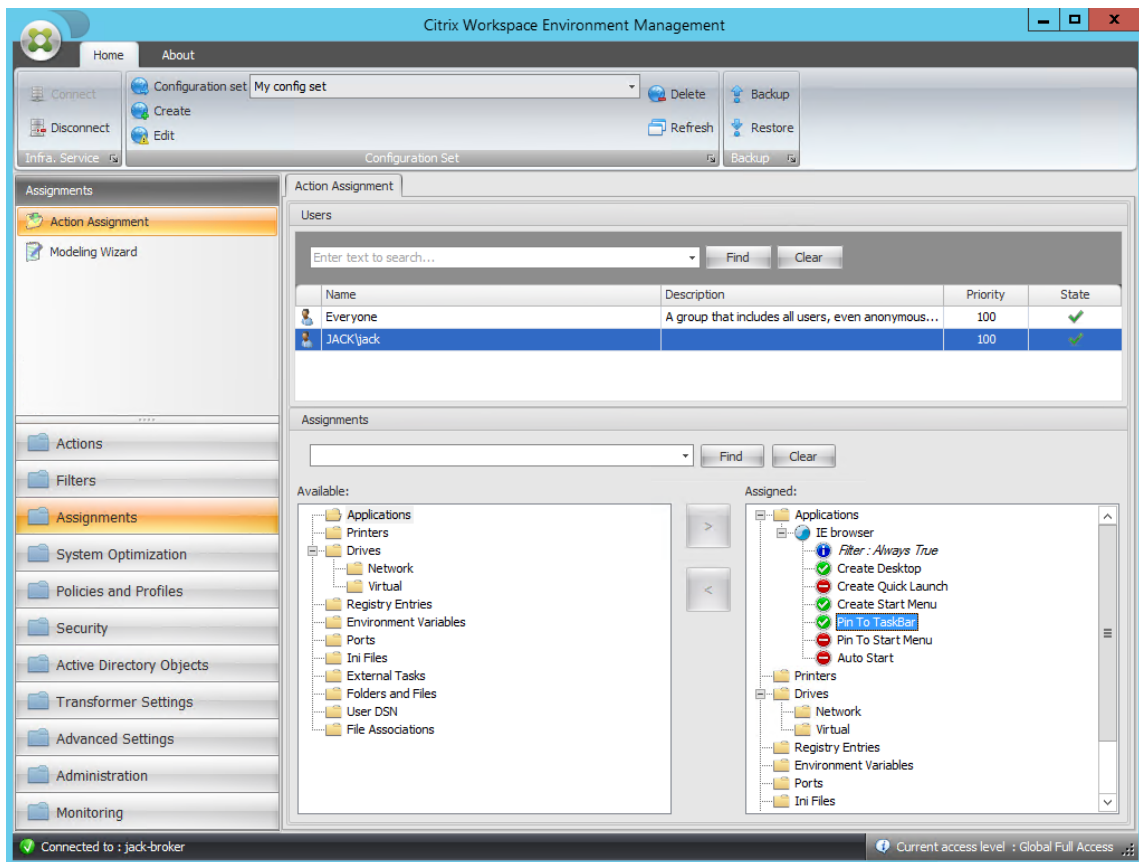 Citrix Workspace Environment Management
Home About
Connect
Disconnect
Infra. Service
Configuration set My config set
Create
Edit
Delete
Refresh
Configuration Set
Backup
Restore
Backup
Assignments
Action Assignment
Modeling Wizard
Actions
Filters
Assignments
System Optimization
Policies and Profiles
Security
Active Directory Objects
Transformer Settings
Advanced Settings
Administration
Monitoring
Action Assignment
Users
Enter text to search... Find Clear
Name Description Priority State
Everyone A group that includes all users, even anonymous... 100
JACK\jack 100
Assignments
Find Clear
Available:
Applications
Printers
Drives
Network
Virtual
Registry Entries
Environment Variables
Ports
Ini Files
External Tasks
Folders and Files
User DSN
File Associations
>
<
Assigned:
Applications
IE browser
Filter : Always True
Create Desktop
Create Quick Launch
Create Start Menu
Pin To TaskBar
Pin To Start Menu
Auto Start
Printers
Drives
Network
Virtual
Registry Entries
Environment Variables
Ports
Ini Files
Connected to : jack-broker
Current access level : Global Full Access